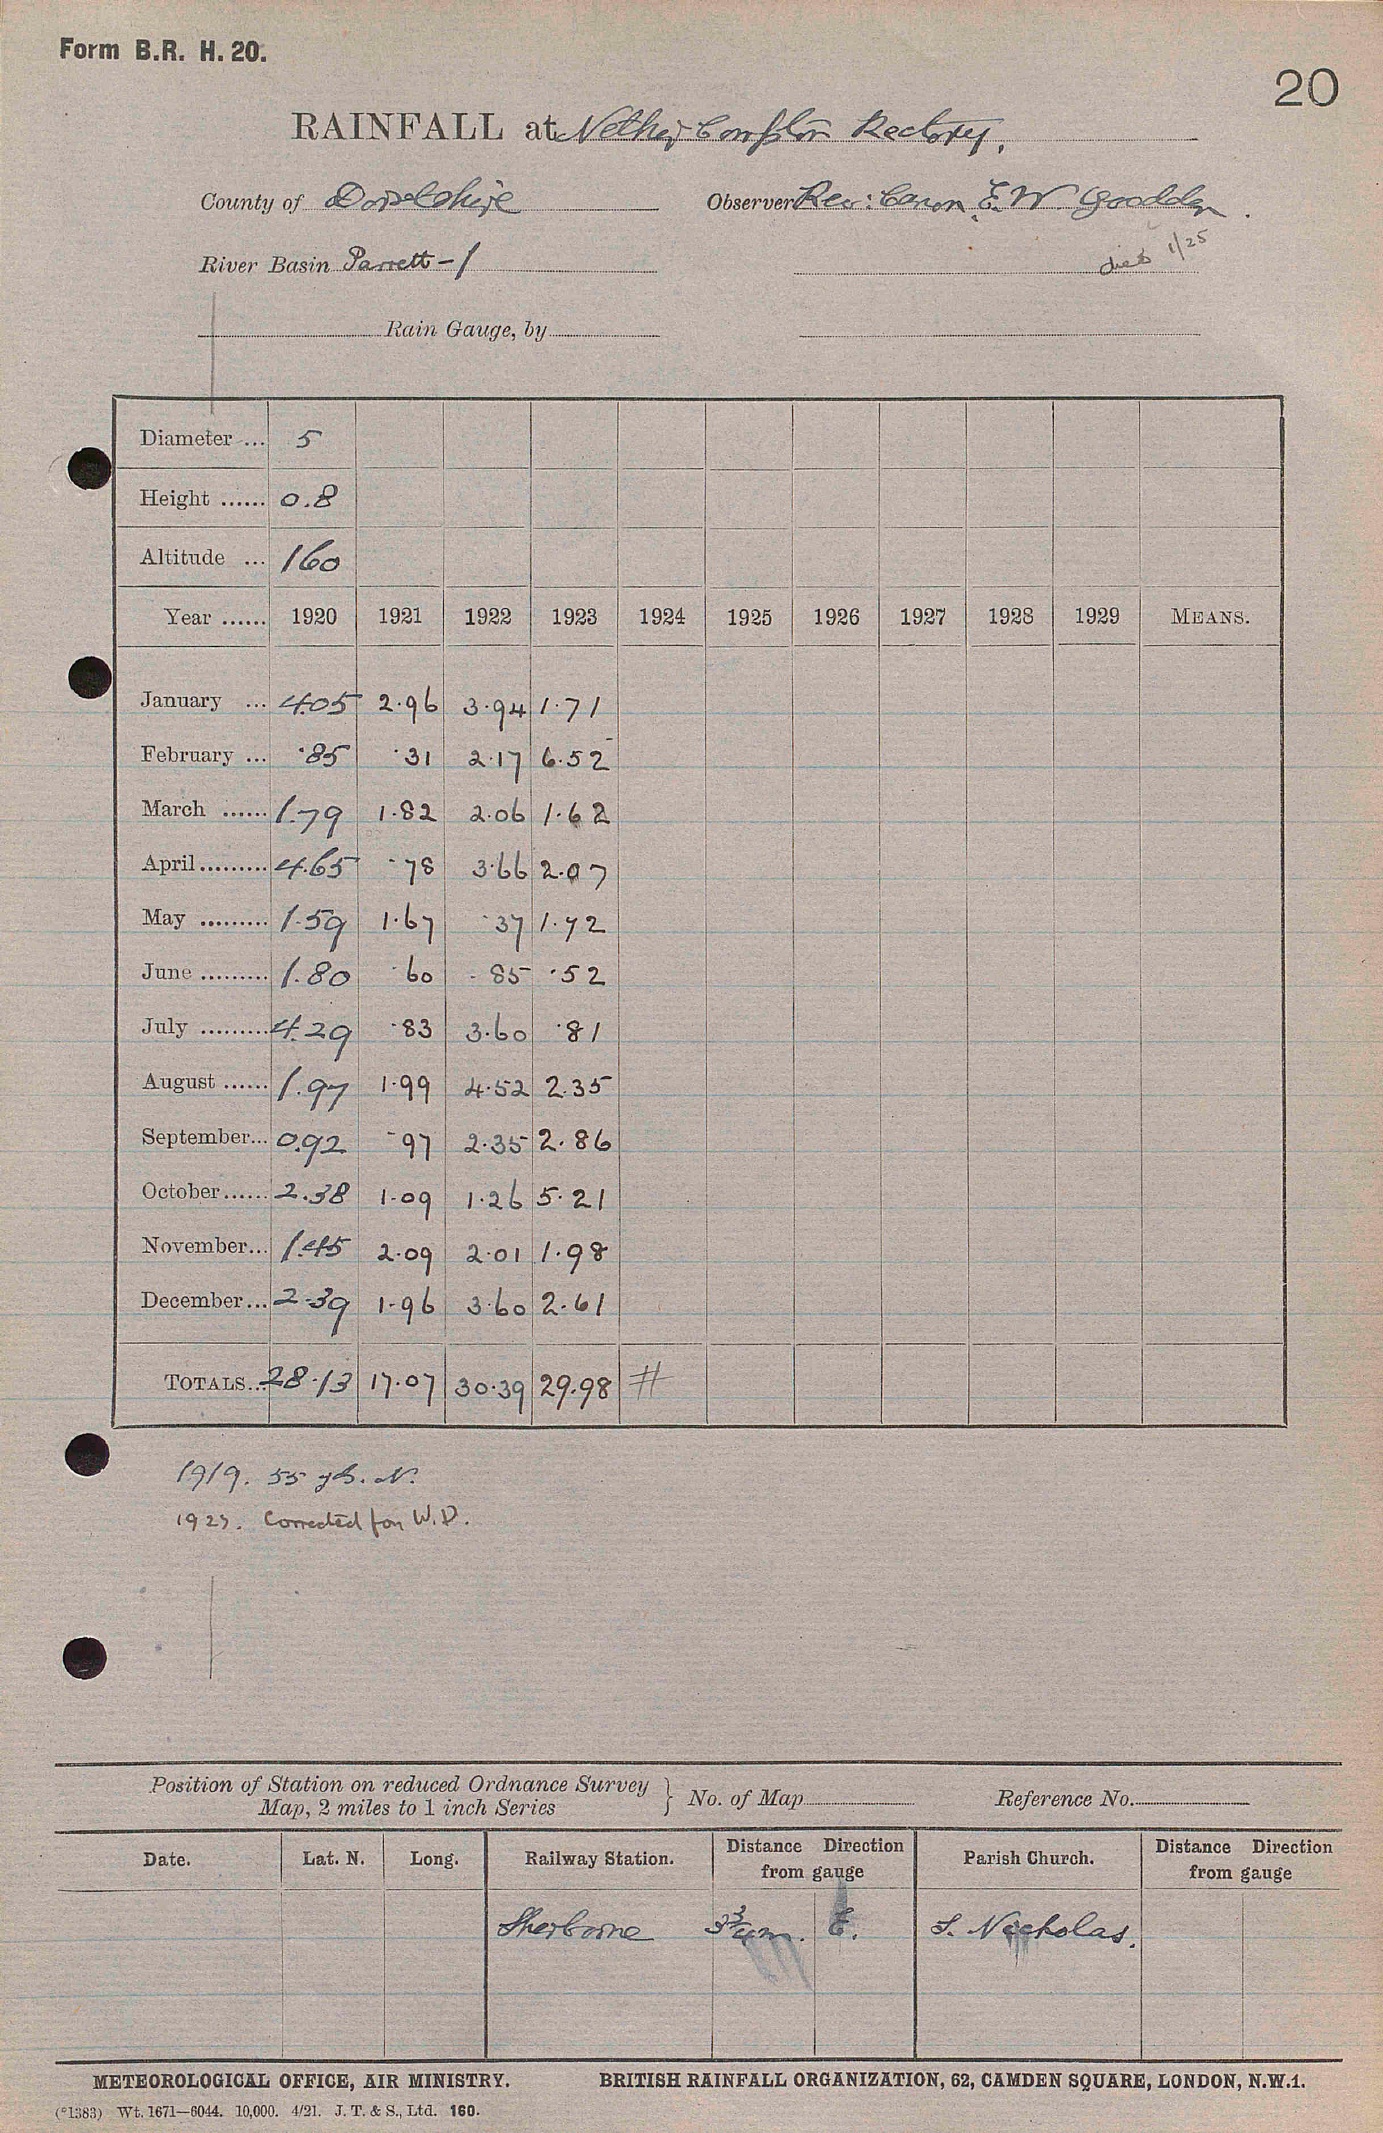 Form B.R. H. 20.
20
RAINFALL at Nether Compton Rectory,
County of Dorsetshire Observer Rev: Canon. E. W. Goodden.
River Basin Parrett - 1 died 1/25
Rain Gauge, by
Diameter ... 5
Height ...... 0.8
Altitude ... 160
Year ...... 1920 1921 1922 1923 1924 1925 1926 1927 1928 1929 MEANS.
January ... 4.05 2.96 3.94 1.71
February ... .85 .31 2.17 6.52
March ...... 1.79 1.82 2.06 1.62
April ......... 4.65 .78 3.66 2.07
May ......... 1.59 1.67 .37 1.72
June ......... 1.80 .60 .85 .52
July ......... 4.29 .83 3.60 .81
August ...... 1.97 1.99 4.52 2.35
September... 0.92 .97 2.35 2.86
October...... 2.38 1.09 1.26 5.21
November... 1.45 2.09 2.01 1.98
December... 2.39 1.96 3.60 2.61
TOTALS... 28.13 17.07 30.39 29.98 #
1919. 55 yds. N.
1923. Corrected for W.D.
Position of Station on reduced Ordnance Survey
Map, 2 miles to 1 inch Series } No. of Map Reference No.
Date. Lat. N. Long. Railway Station. Distance Direction from gauge Parish Church. Distance Direction from gauge
Sherborne 3 3/4 m. E. S. Nicholas.
METEOROLOGICAL OFFICE, AIR MINISTRY. BRITISH RAINFALL ORGANIZATION, 62, CAMDEN SQUARE, LONDON, N.W.1.
(*1383) Wt. 1671—6044. 10,000. 4/21. J. T. & S., Ltd. 160.